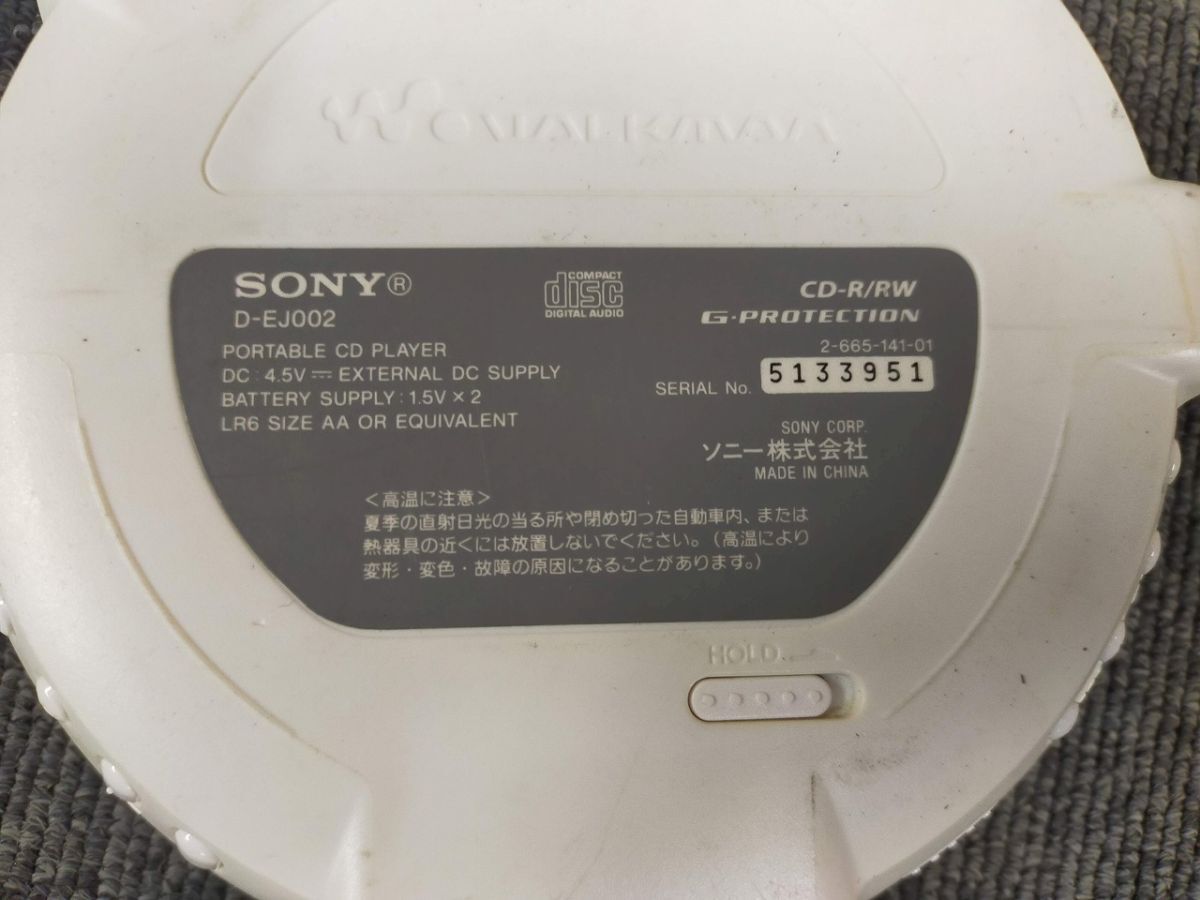 WALKMAN
SONY®
D-EJ002
PORTABLE CD PLAYER
DC : 4.5V ⎓ EXTERNAL DC SUPPLY
BATTERY SUPPLY : 1.5V × 2
LR6 SIZE AA OR EQUIVALENT
COMPACT
disc
DIGITAL AUDIO
CD-R/RW
G-PROTECTION
2-665-141-01
SERIAL No. 5133951
SONY CORP.
ソニー株式会社
MADE IN CHINA
<高温に注意>
夏季の直射日光の当る所や閉め切った自動車内、または
熱器具の近くには放置しないでください。（高温により
変形・変色・故障の原因になることがあります。）
HOLD